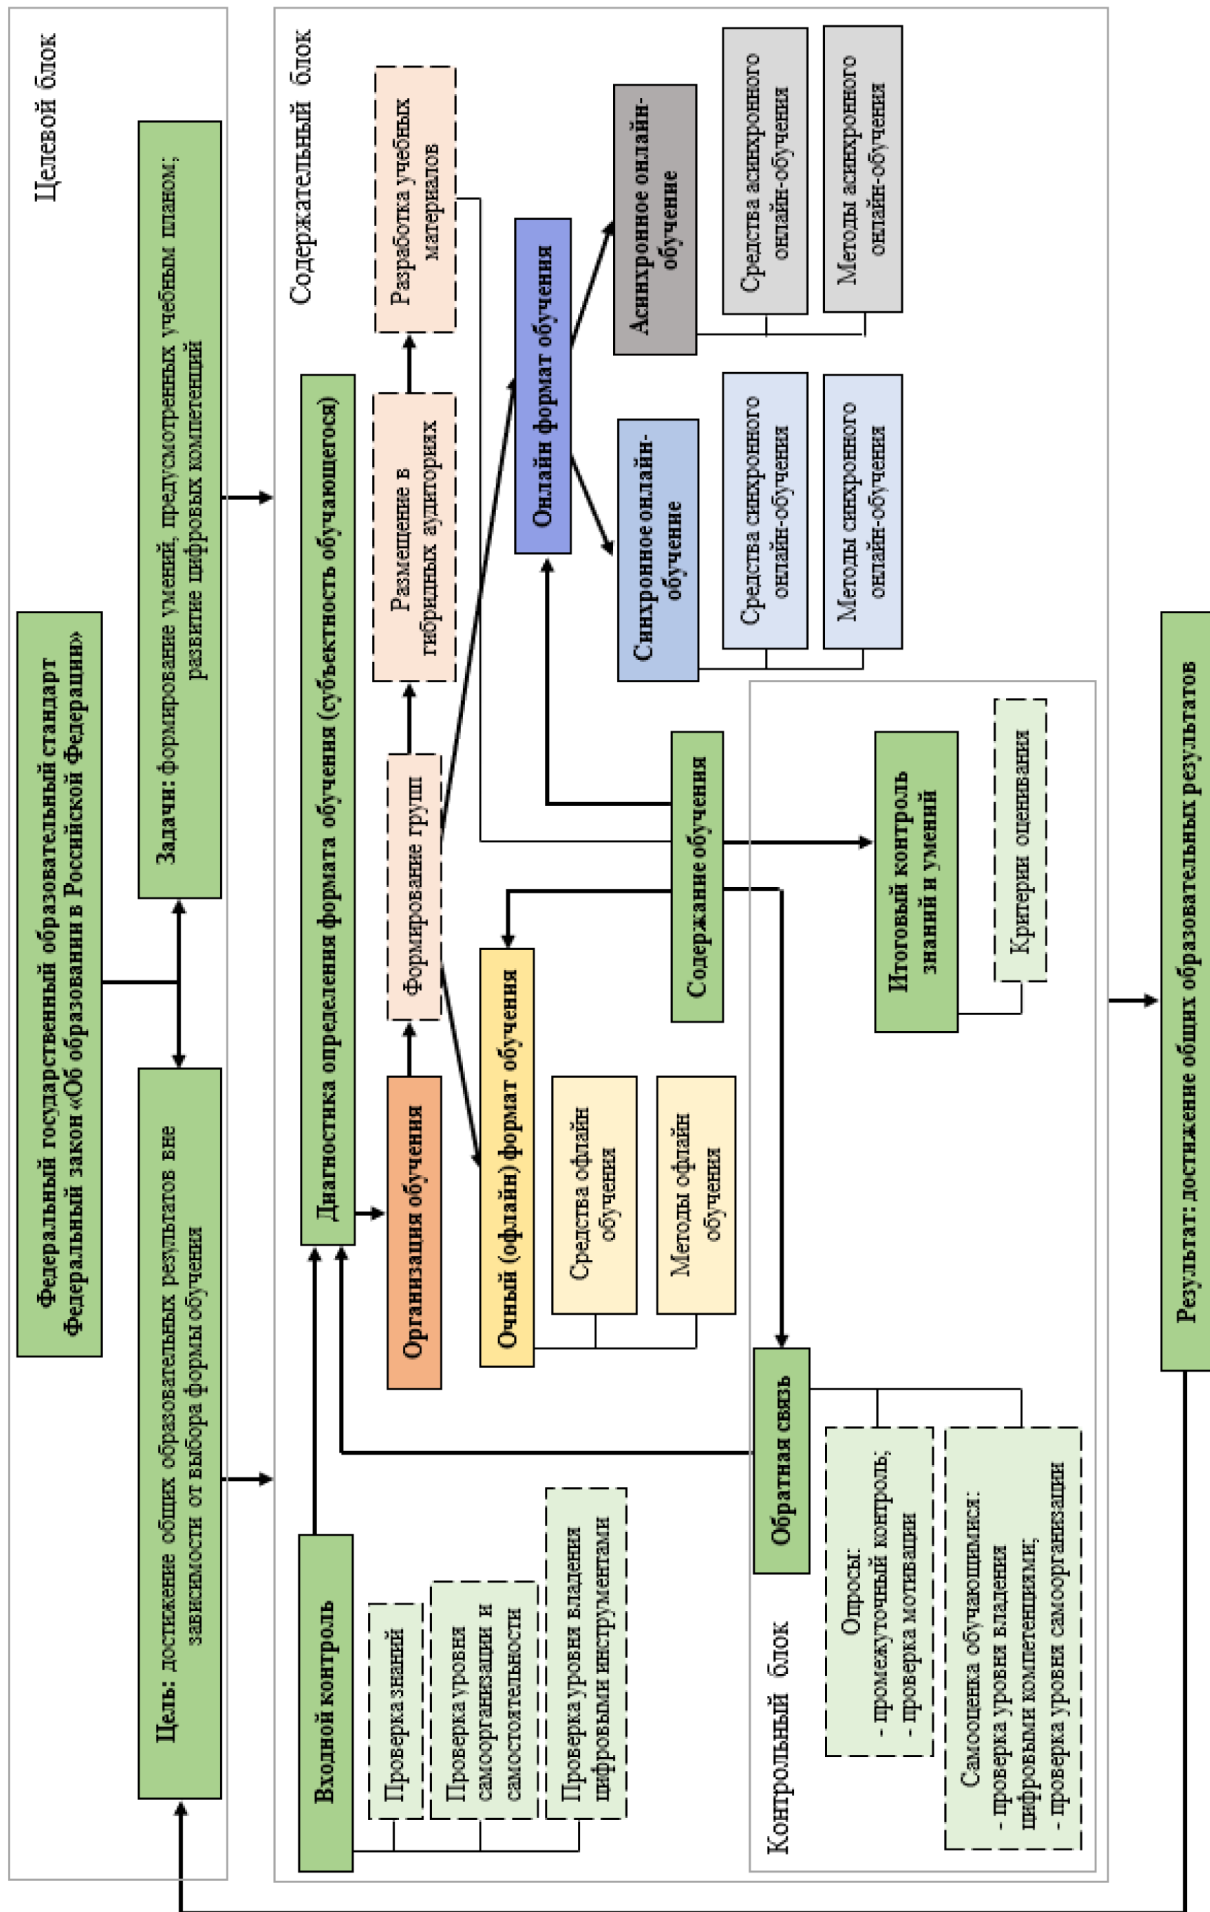 Целевой блок
Федеральный государственный образовательный стандарт
Федеральный закон «Об образовании в Российской Федерации»
Цель: достижение общих образовательных результатов вне
зависимости от выбора формы обучения
Задачи: формирование умений, предусмотренных учебным планом;
развитие цифровых компетенций
Содержательный блок
Входной контроль
Проверка знаний
Проверка уровня
самоорганизации и
самостоятельности
Проверка уровня владения
цифровыми инструментами
Диагностика определения формата обучения (субъектность обучающегося)
Организация обучения
Формирование групп
Размещение в
гибридных аудиториях
Разработка учебных
материалов
Очный (офлайн) формат обучения
Средства офлайн
обучения
Методы офлайн
обучения
Онлайн формат обучения
Синхронное онлайн-
обучение
Средства синхронного
онлайн-обучения
Методы синхронного
онлайн-обучения
Асинхронное онлайн-
обучение
Средства асинхронного
онлайн-обучения
Методы асинхронного
онлайн-обучения
Содержание обучения
Контрольный блок
Обратная связь
Опросы:
- промежуточный контроль;
- проверка мотивации
Самооценка обучающимися:
- проверка уровня владения
цифровыми компетенциями;
- проверка уровня самоорганизации
Итоговый контроль
знаний и умений
Критерии оценивания
Результат: достижение общих образовательных результатов